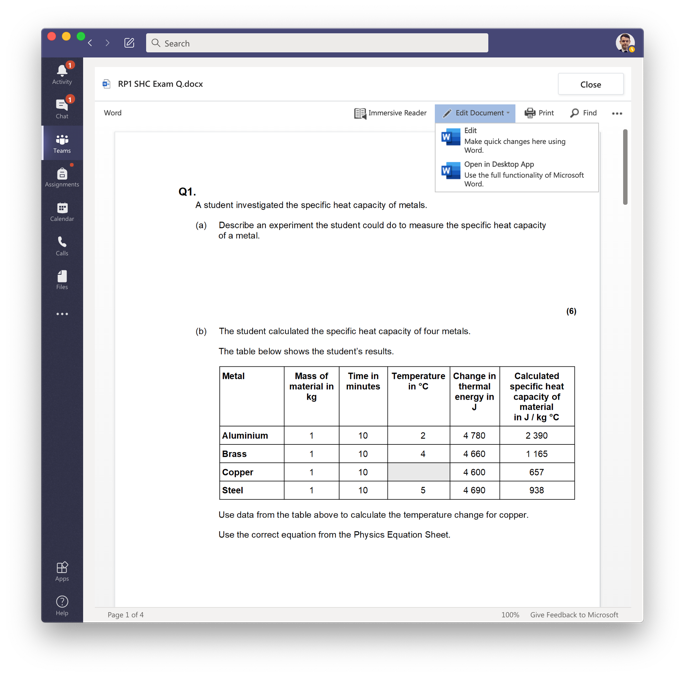 Search
1
Activity
1
Chat
Teams
Assignments
Calendar
Calls
Files
Apps
Help
RP1 SHC Exam Q.docx
Close
Word
Immersive Reader
Edit Document
Print
Find
Edit
Make quick changes here using
Word.
Open in Desktop App
Use the full functionality of Microsoft
Word.
Q1.
A student investigated the specific heat capacity of metals.
(a) Describe an experiment the student could do to measure the specific heat capacity
of a metal.
(6)
(b) The student calculated the specific heat capacity of four metals.
The table below shows the student's results.
Metal Mass of material in kg Time in minutes Temperature in °C Change in thermal energy in J Calculated specific heat capacity of material in J / kg °C
Aluminium 1 10 2 4 780 2 390
Brass 1 10 4 4 660 1 165
Copper 1 10 4 600 657
Steel 1 10 5 4 690 938
Use data from the table above to calculate the temperature change for copper.
Use the correct equation from the Physics Equation Sheet.
Page 1 of 4
100% Give Feedback to Microsoft